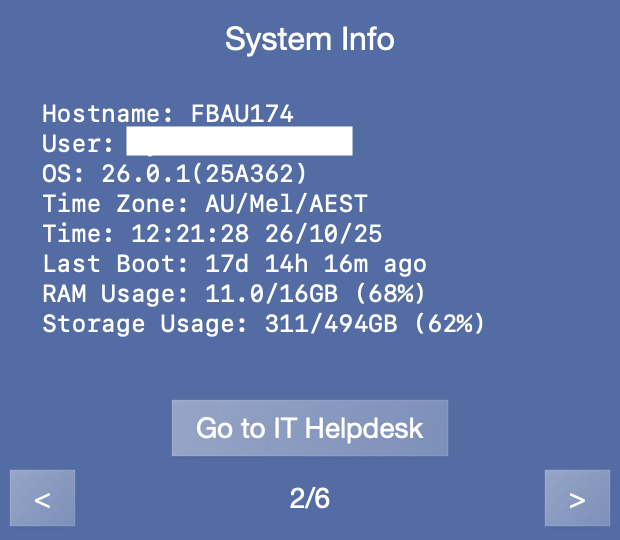 System Info
Hostname: FBAU174
User:
OS: 26.0.1(25A362)
Time Zone: AU/Mel/AEST
Time: 12:21:28 26/10/25
Last Boot: 17d 14h 16m ago
RAM Usage: 11.0/16GB (68%)
Storage Usage: 311/494GB (62%)
Go to IT Helpdesk
< 2/6 >